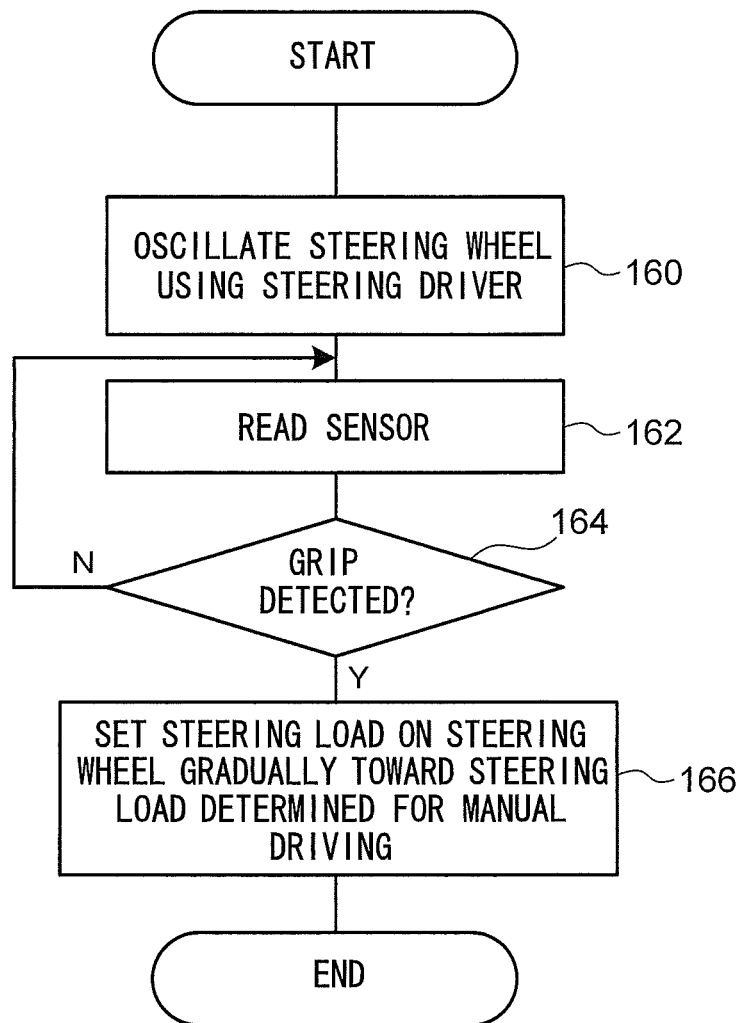 START
OSCILLATE STEERING WHEEL
USING STEERING DRIVER
160
READ SENSOR
162
164
GRIP
DETECTED?
N
Y
SET STEERING LOAD ON STEERING
WHEEL GRADUALLY TOWARD STEERING
LOAD DETERMINED FOR MANUAL
DRIVING
166
END